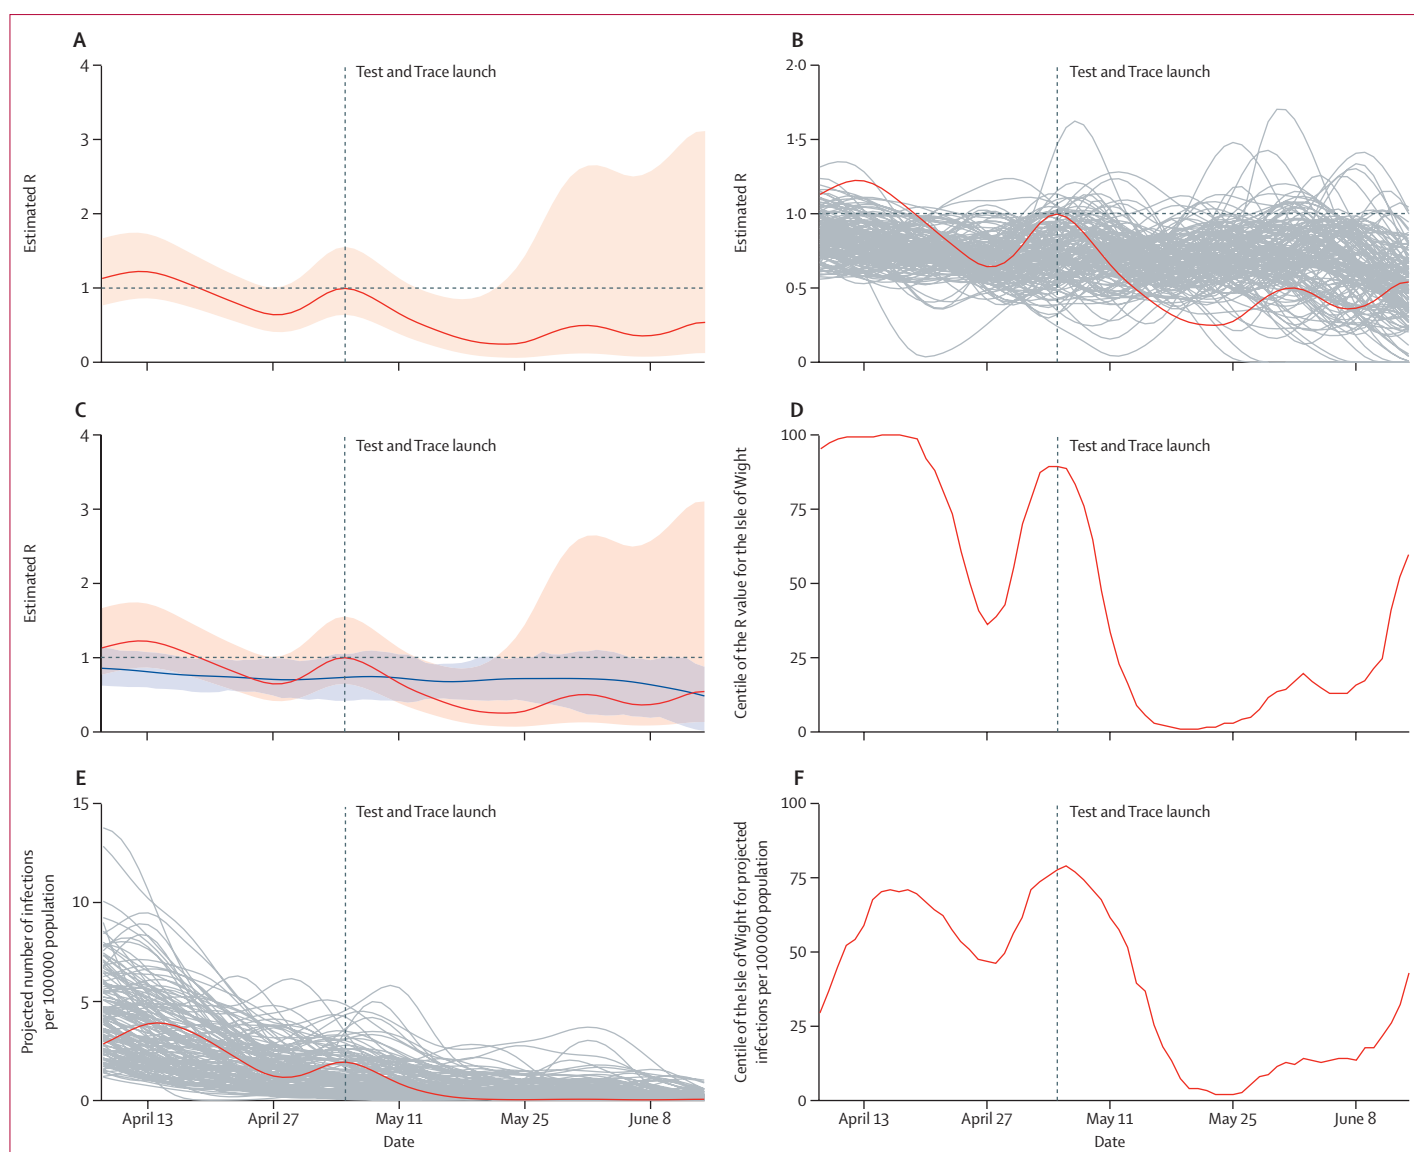 A
4
3
2
1
0
Estimated R
Test and Trace launch
B
2·0
1·5
1·0
0·5
0
Estimated R
Test and Trace launch
C
4
3
2
1
0
Estimated R
Test and Trace launch
D
100
75
50
25
0
Centile of the R value for the Isle of Wight
Test and Trace launch
E
15
10
5
0
Projected number of infections
per 100 000 population
Test and Trace launch
April 13
April 27
May 11
May 25
June 8
Date
F
100
75
50
25
0
Centile of the Isle of Wight for projected
infections per 100 000 population
Test and Trace launch
April 13
April 27
May 11
May 25
June 8
Date